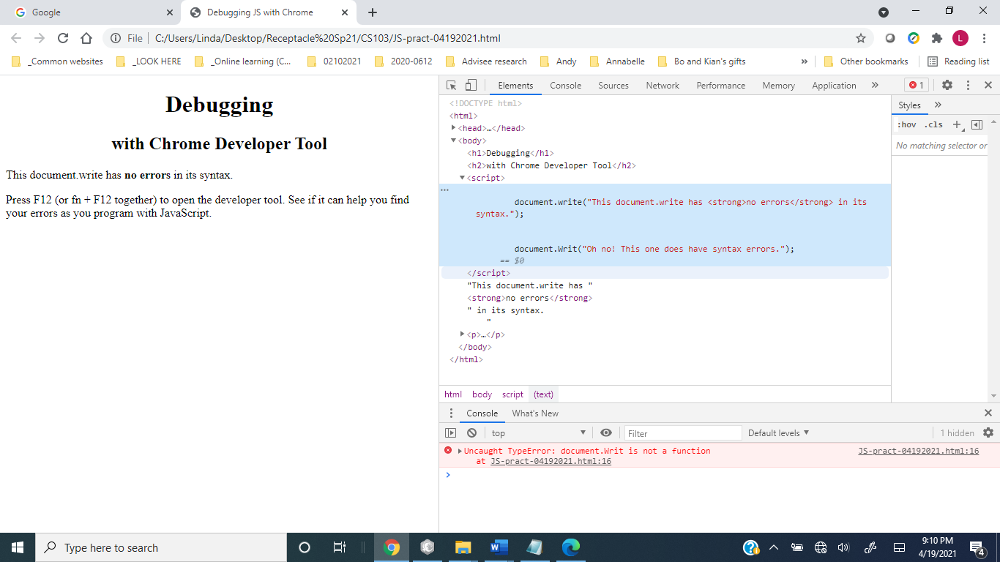 Google
Debugging JS with Chrome
File
C:/Users/Linda/Desktop/Receptacle%20Sp21/CS103/JS-pract-04192021.html
L
_Common websites
_LOOK HERE
_Online learning (C...
02102021
2020-0612
Advisee research
Andy
Annabelle
Bo and Kian's gifts
»
Other bookmarks
Reading list
Debugging
with Chrome Developer Tool
This document.write has no errors in its syntax.
Press F12 (or fn + F12 together) to open the developer tool. See if it can help you find
your errors as you program with JavaScript.
Elements
Console
Sources
Network
Performance
Memory
Application
»
1
<!DOCTYPE html>
<html>
<head>…</head>
<body>
<h1>Debugging</h1>
<h2>with Chrome Developer Tool</h2>
<script>
document.write("This document.write has <strong>no errors</strong> in its
syntax.");
document.Writ("Oh no! This one does have syntax errors.");
== $0
</script>
"This document.write has "
<strong>no errors</strong>
" in its syntax.
"
<p>…</p>
</body>
</html>
html
body
script
(text)
Styles
»
:hov
.cls
+
No matching selector or
Console
What's New
top
Filter
Default levels
1 hidden
Uncaught TypeError: document.Writ is not a function
JS-pract-04192021.html:16
at JS-pract-04192021.html:16
Type here to search
9:10 PM
4/19/2021
4